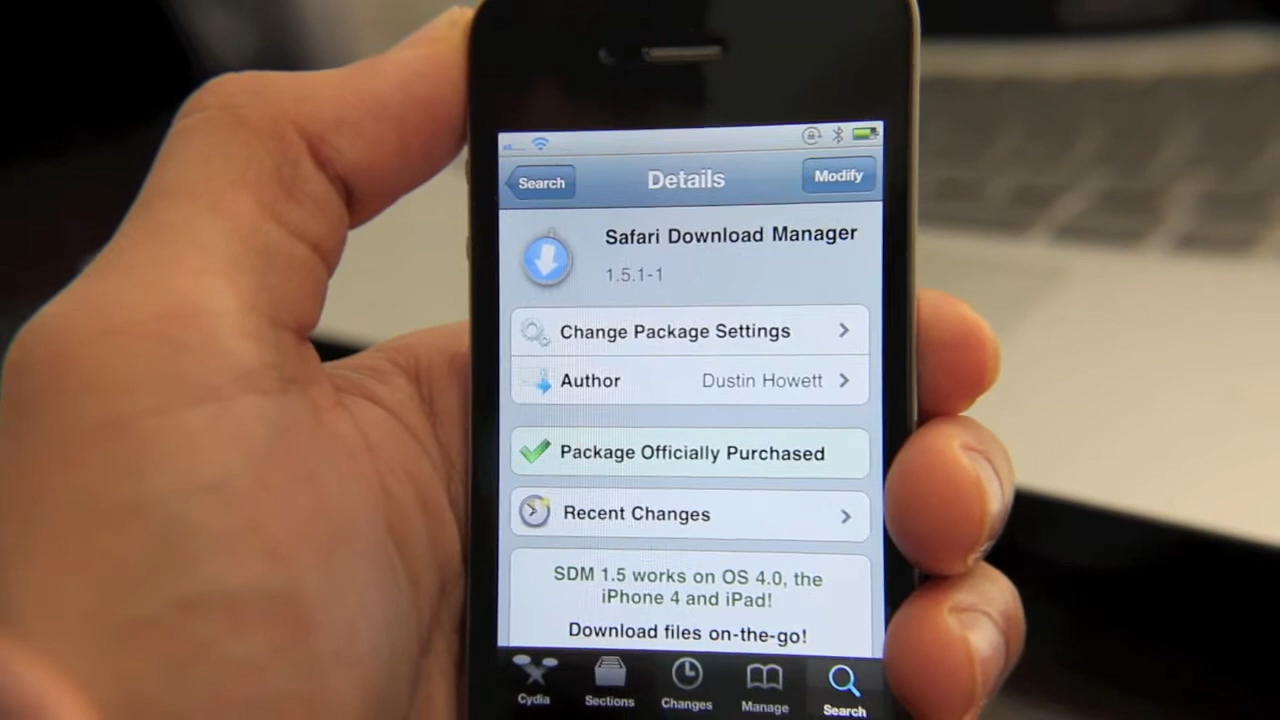 Search
Details
Modify
Safari Download Manager
1.5.1-1
Change Package Settings
Author Dustin Howett
Package Officially Purchased
Recent Changes
SDM 1.5 works on OS 4.0, the
iPhone 4 and iPad!
Download files on-the-go!
Cydia
Sections
Changes
Manage
Search